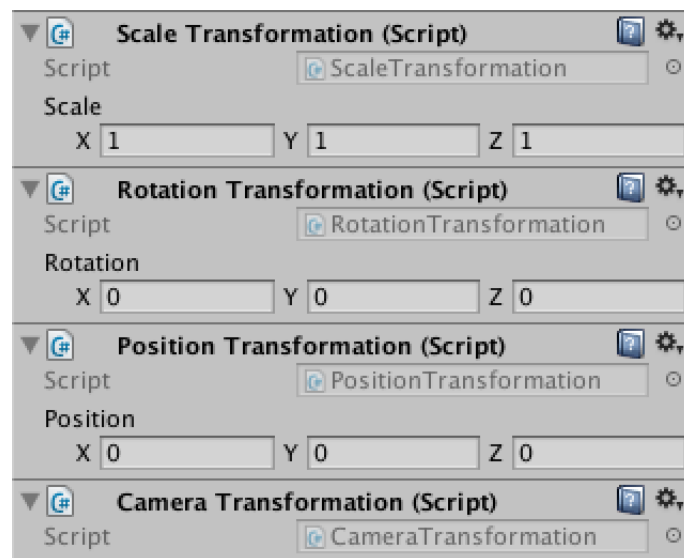 Scale Transformation (Script)
Script ScaleTransformation
Scale
X 1 Y 1 Z 1
Rotation Transformation (Script)
Script RotationTransformation
Rotation
X 0 Y 0 Z 0
Position Transformation (Script)
Script PositionTransformation
Position
X 0 Y 0 Z 0
Camera Transformation (Script)
Script CameraTransformation